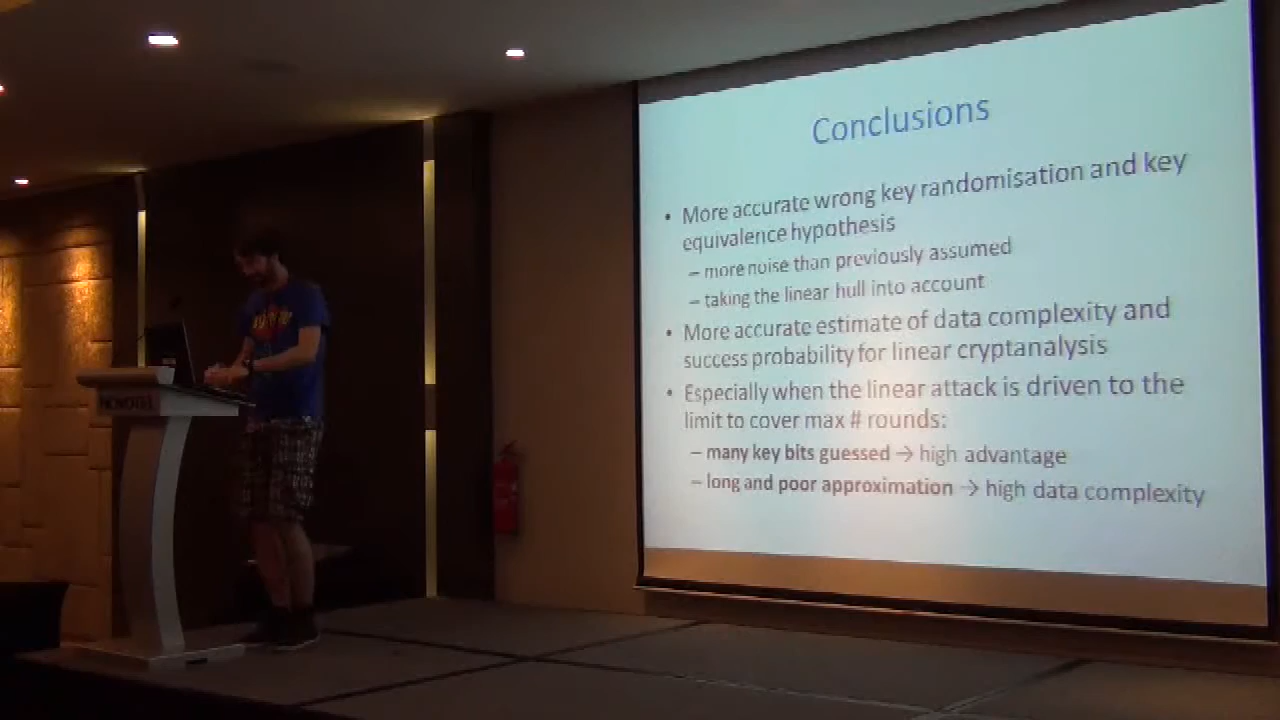 Conclusions
• More accurate wrong key randomisation and key
equivalence hypothesis
– more noise than previously assumed
– taking the linear hull into account
• More accurate estimate of data complexity and
success probability for linear cryptanalysis
• Especially when the linear attack is driven to the
limit to cover max # rounds:
– many key bits guessed → high advantage
– long and poor approximation → high data complexity
NOVOTEL